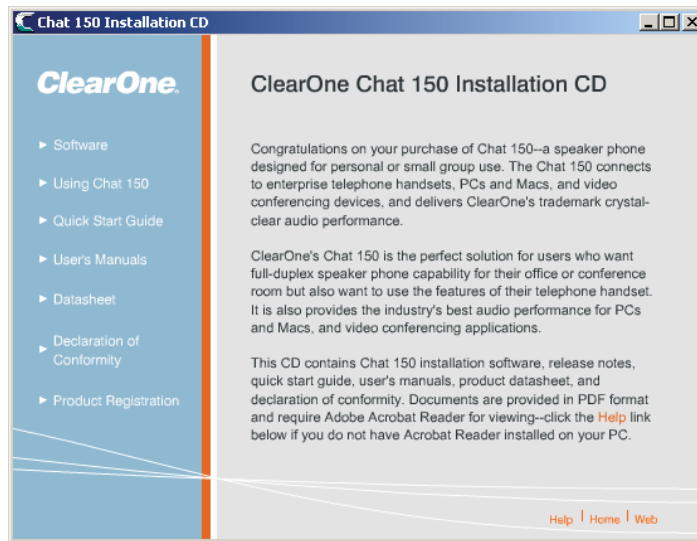 Chat 150 Installation CD
ClearOne.
Software
Using Chat 150
Quick Start Guide
User's Manuals
Datasheet
Declaration of
Conformity
Product Registration
ClearOne Chat 150 Installation CD
Congratulations on your purchase of Chat 150--a speaker phone
designed for personal or small group use. The Chat 150 connects
to enterprise telephone handsets, PCs and Macs, and video
conferencing devices, and delivers ClearOne's trademark crystal-
clear audio performance.
ClearOne's Chat 150 is the perfect solution for users who want
full-duplex speaker phone capability for their office or conference
room but also want to use the features of their telephone handset.
It is also provides the industry's best audio performance for PCs
and Macs, and video conferencing applications.
This CD contains Chat 150 installation software, release notes,
quick start guide, user's manuals, product datasheet, and
declaration of conformity. Documents are provided in PDF format
and require Adobe Acrobat Reader for viewing--click the Help link
below if you do not have Acrobat Reader installed on your PC.
Help | Home | Web